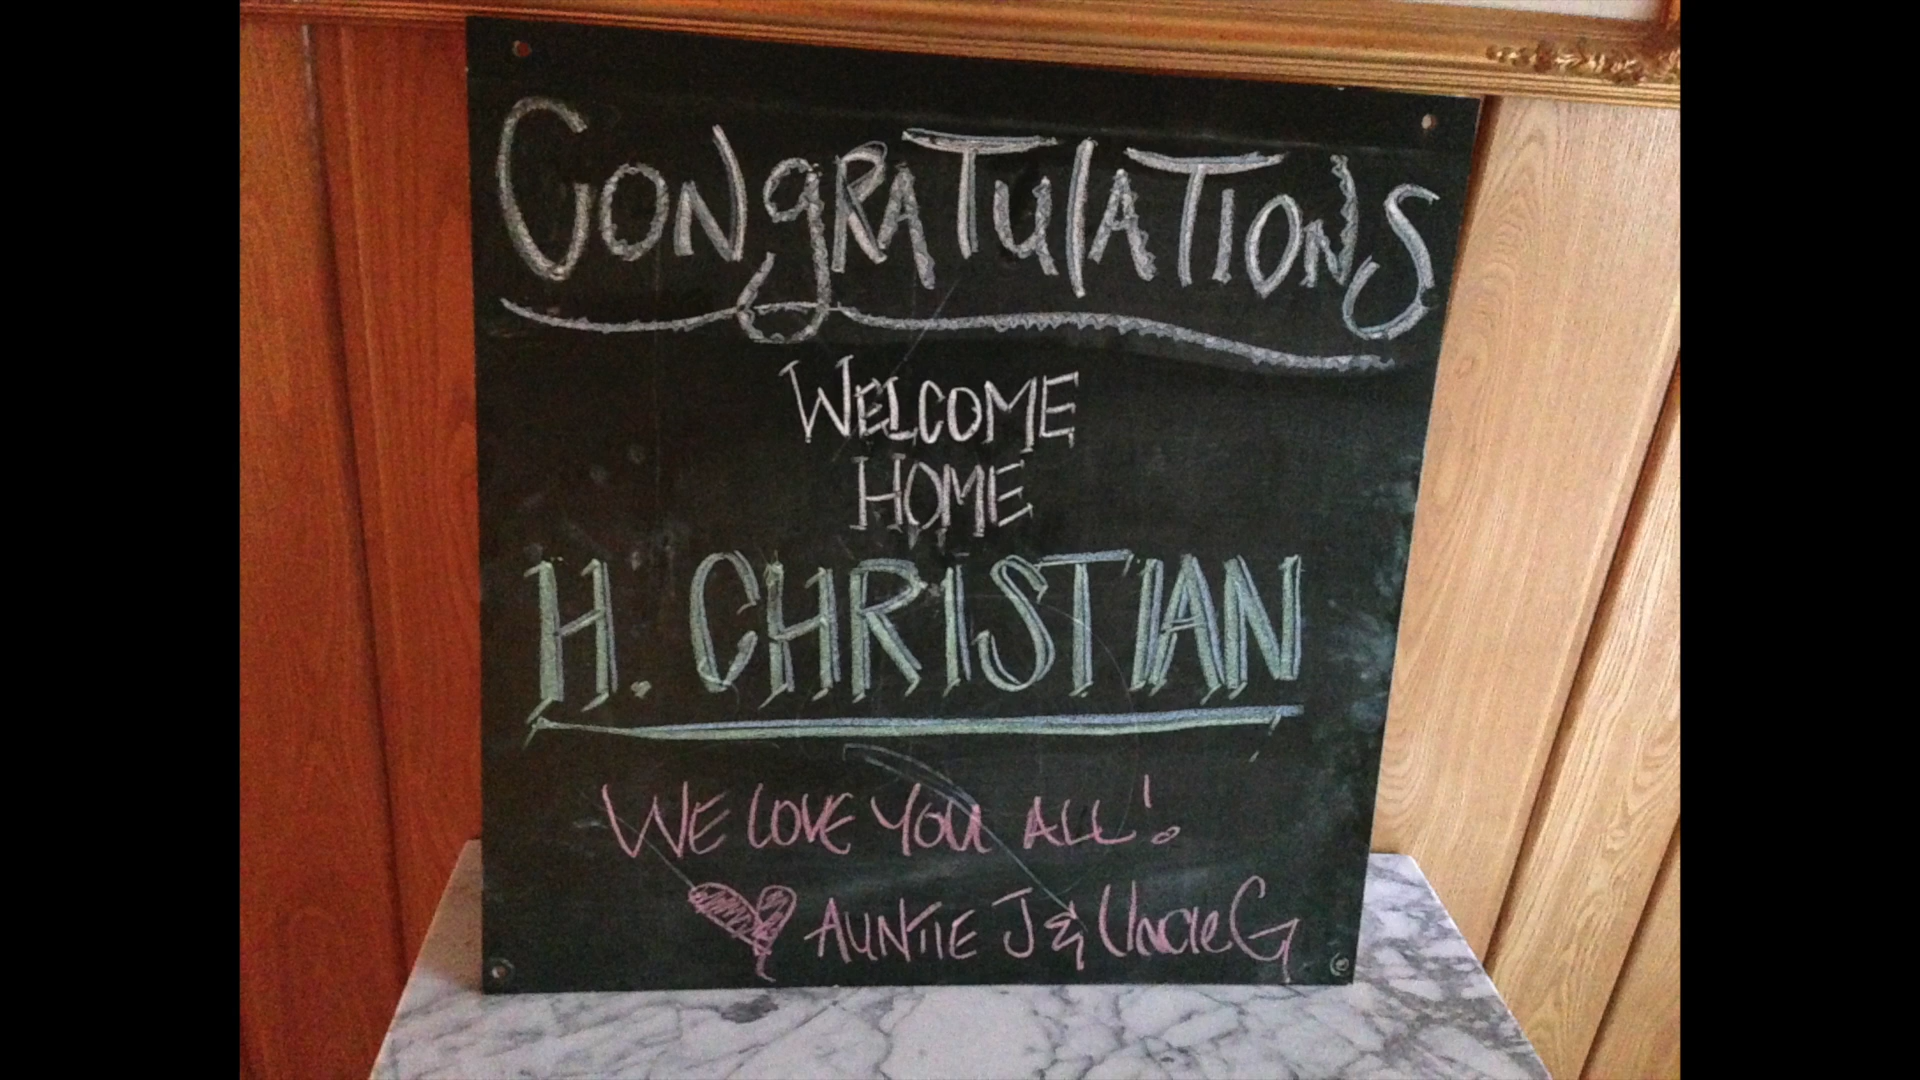 CONGRATULATIONS
WELCOME
HOME
H. CHRISTIAN
WE LOVE YOU ALL!
AUNTIE J & UNCLE G